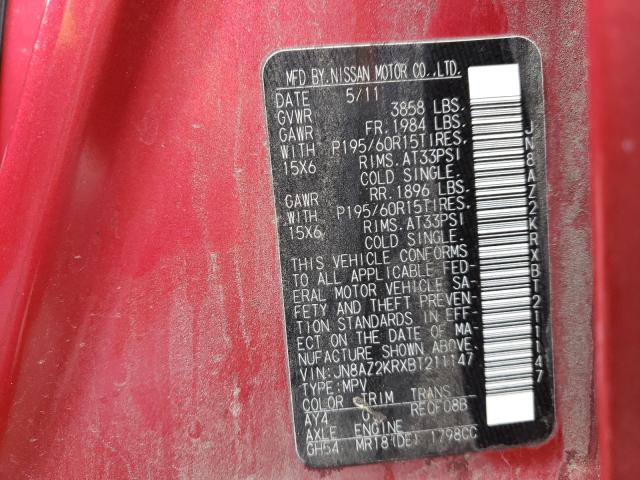 MFD BY.NISSAN MOTOR CO.,LTD.
DATE 5/11
GVWR 3858 LBS.
GAWR FR.1984 LBS.
WITH P195/60R15TIRES.
15X6 RIMS.AT33PSI
COLD SINGLE.
GAWR RR.1896 LBS.
WITH P195/60R15TIRES.
15X6 RIMS.AT33PSI
COLD SINGLE.
THIS VEHICLE CONFORMS
TO ALL APPLICABLE FED-
ERAL MOTOR VEHICLE SA-
FETY AND THEFT PREVEN-
TION STANDARDS IN EFF-
ECT ON THE DATE OF MA-
NUFACTURE SHOWN ABOVE.
VIN:JN8AZ2KRXBT211147
TYPE:MPV
COLOR TRIM TRANS
AY4 RE0F08B
AXLE ENGINE
GH54 MR18(DE) 1798CC
JN8AZ2KRXBT211147